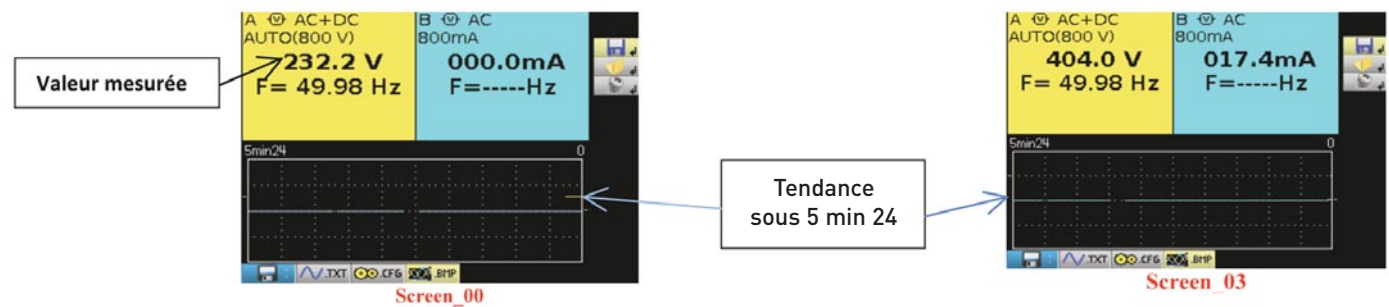 Valeur mesurée
A V AC+DC
AUTO(800 V)
232.2 V
F= 49.98 Hz
B V AC
800mA
000.0mA
F=-----Hz
5min24 0
.TXT .CFG .BMP
Screen_00
Tendance
sous 5 min 24
A V AC+DC
AUTO(800 V)
404.0 V
F= 49.98 Hz
B V AC
800mA
017.4mA
F=-----Hz
5min24 0
.TXT .CFG .BMP
Screen_03